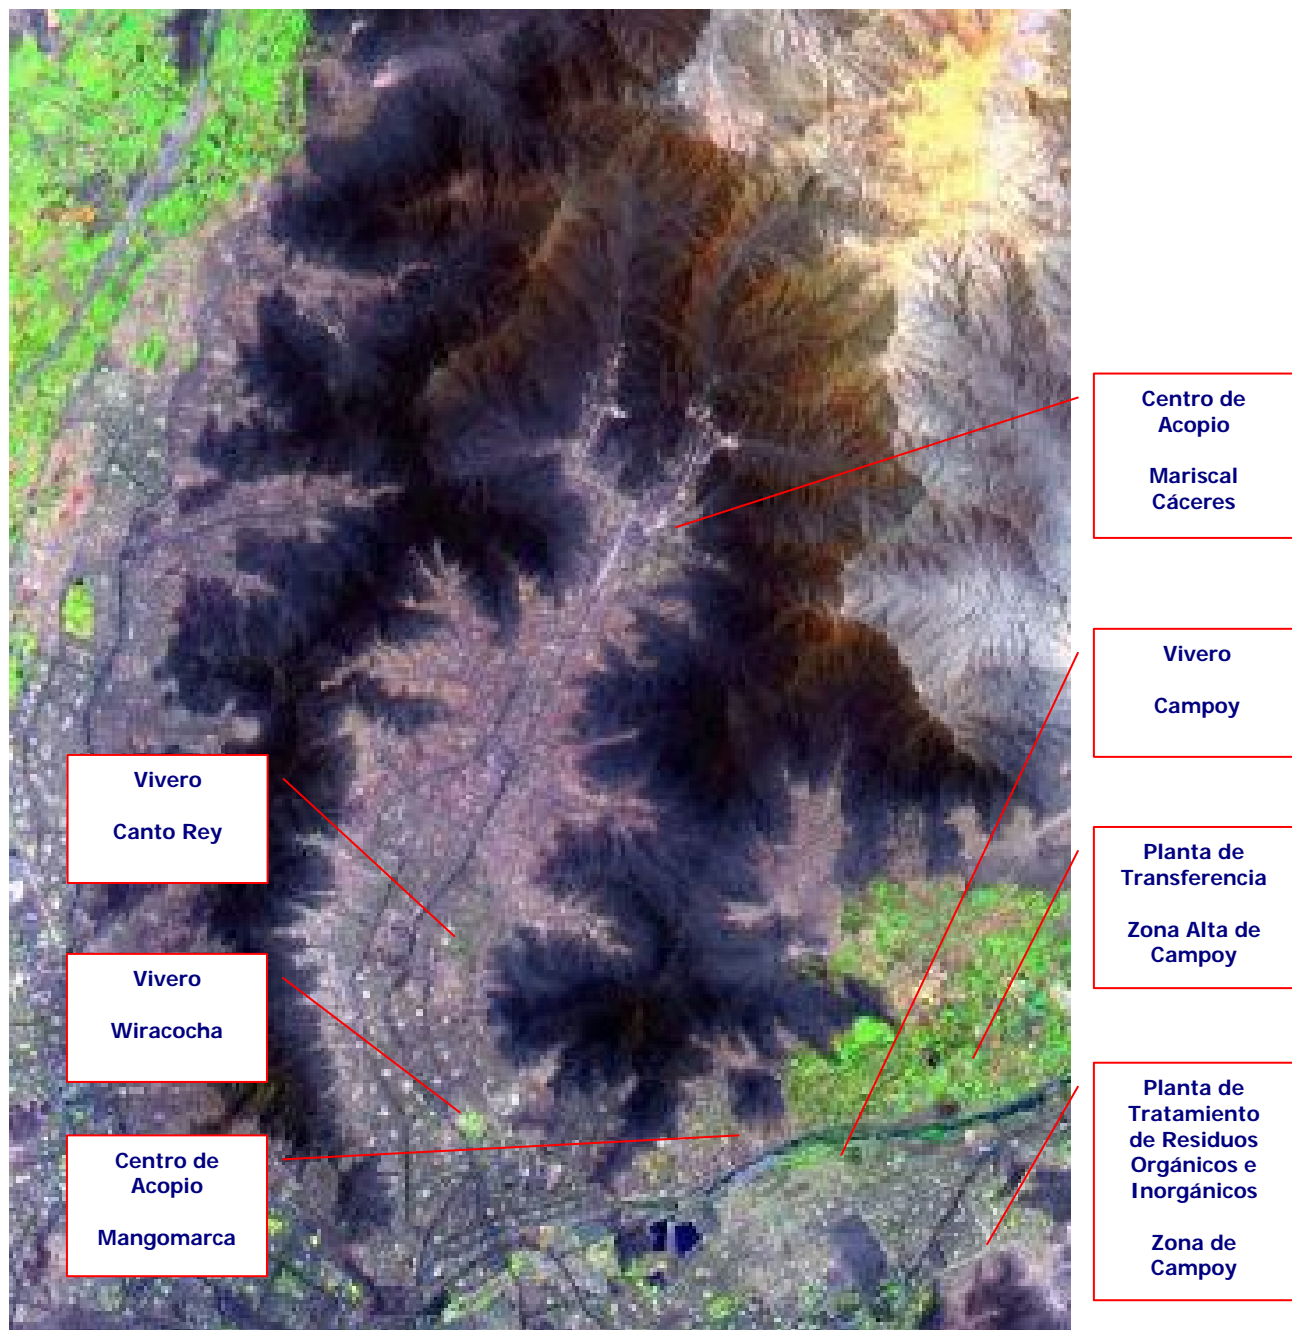 Centro de
Acopio
Mariscal
Cáceres
Vivero
Campoy
Vivero
Canto Rey
Planta de
Transferencia
Zona Alta de
Campoy
Vivero
Wiracocha
Planta de
Tratamiento
de Residuos
Orgánicos e
Inorgánicos
Zona de
Campoy
Centro de
Acopio
Mangomarca